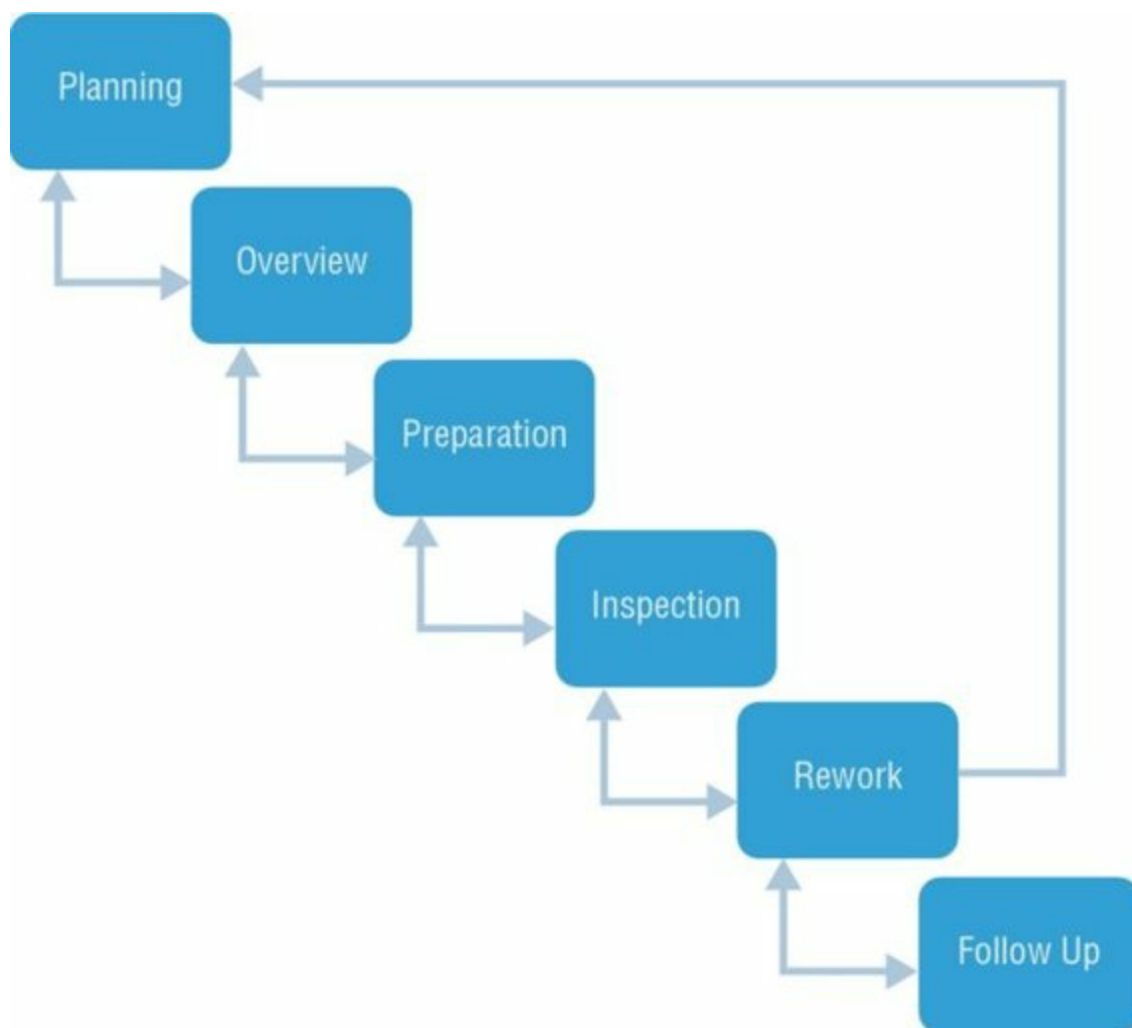 Planning
Overview
Preparation
Inspection
Rework
Follow Up